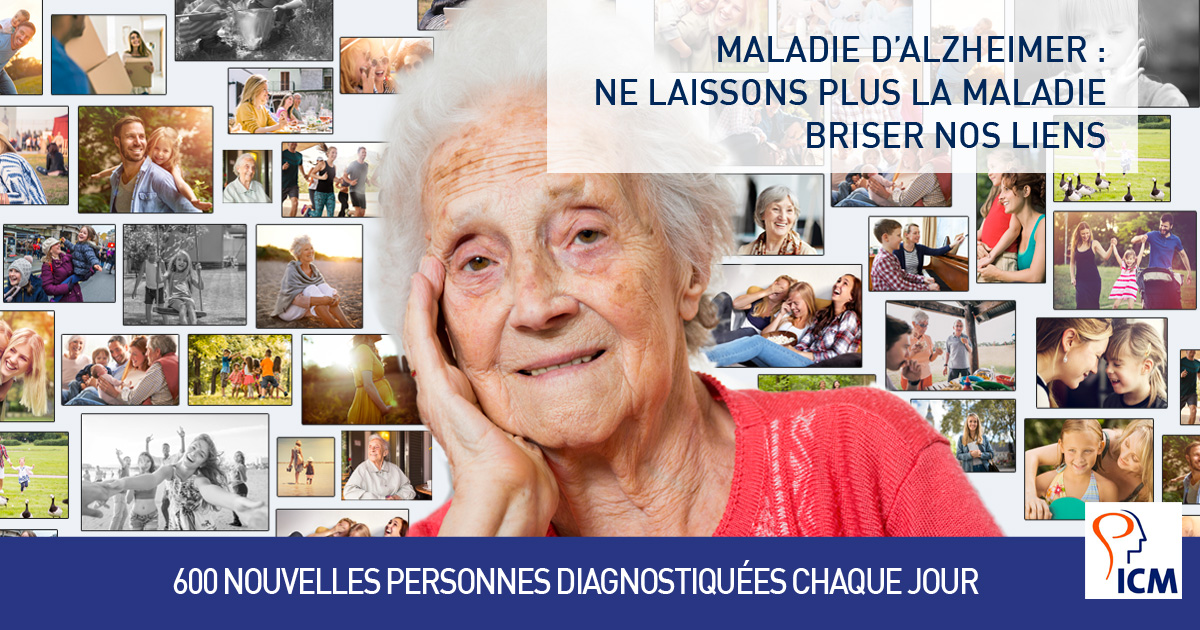 MALADIE D’ALZHEIMER :
NE LAISSONS PLUS LA MALADIE
BRISER NOS LIENS
600 NOUVELLES PERSONNES DIAGNOSTIQUÉES CHAQUE JOUR
ICM